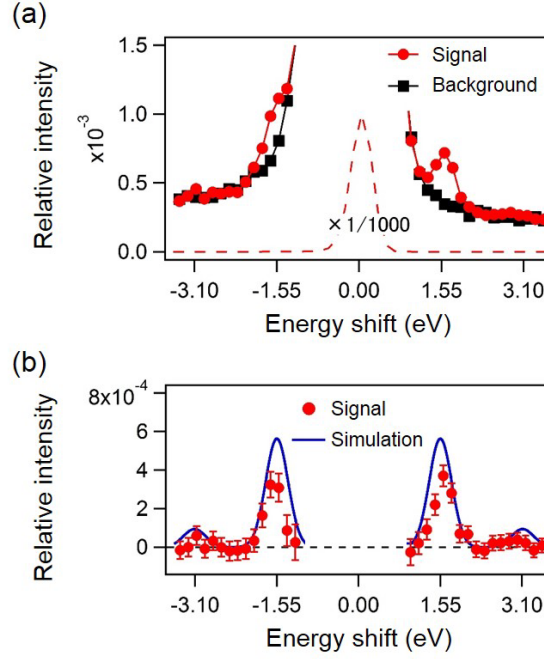 (a)
Relative intensity
x10⁻³
1.5
1.0
0.5
0.0
Signal
Background
× 1/1000
-3.10 -1.55 0.00 1.55 3.10
Energy shift (eV)
(b)
Relative intensity
8x10⁻⁴
6
4
2
0
Signal
Simulation
-3.10 -1.55 0.00 1.55 3.10
Energy shift (eV)